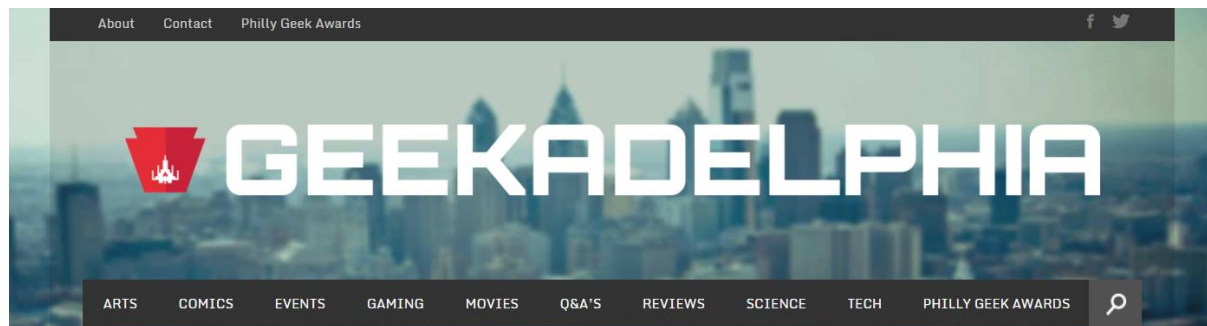 About Contact Philly Geek Awards
GEEKADELPHIA
ARTS COMICS EVENTS GAMING MOVIES Q&A'S REVIEWS SCIENCE TECH PHILLY GEEK AWARDS